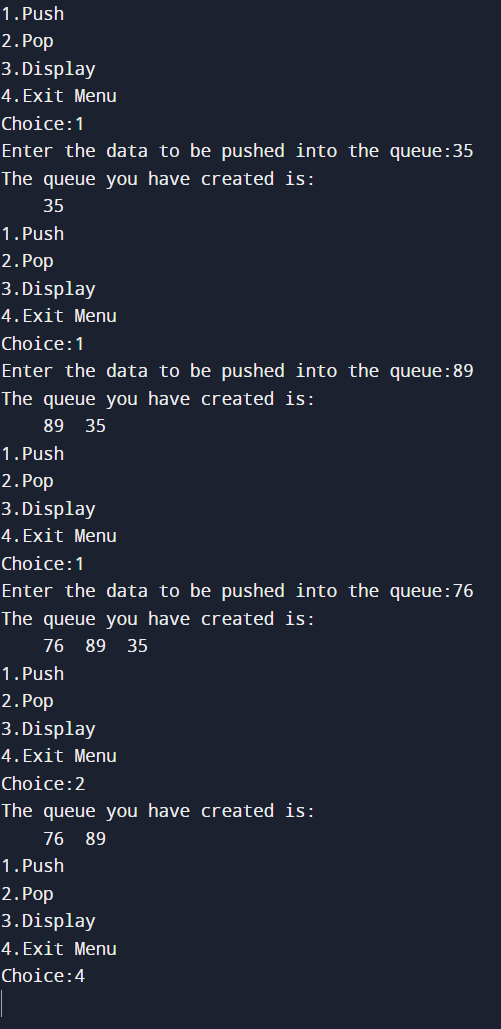 1.Push
2.Pop
3.Display
4.Exit Menu
Choice:1
Enter the data to be pushed into the queue:35
The queue you have created is:
    35
1.Push
2.Pop
3.Display
4.Exit Menu
Choice:1
Enter the data to be pushed into the queue:89
The queue you have created is:
    89  35
1.Push
2.Pop
3.Display
4.Exit Menu
Choice:1
Enter the data to be pushed into the queue:76
The queue you have created is:
    76  89  35
1.Push
2.Pop
3.Display
4.Exit Menu
Choice:2
The queue you have created is:
    76  89
1.Push
2.Pop
3.Display
4.Exit Menu
Choice:4